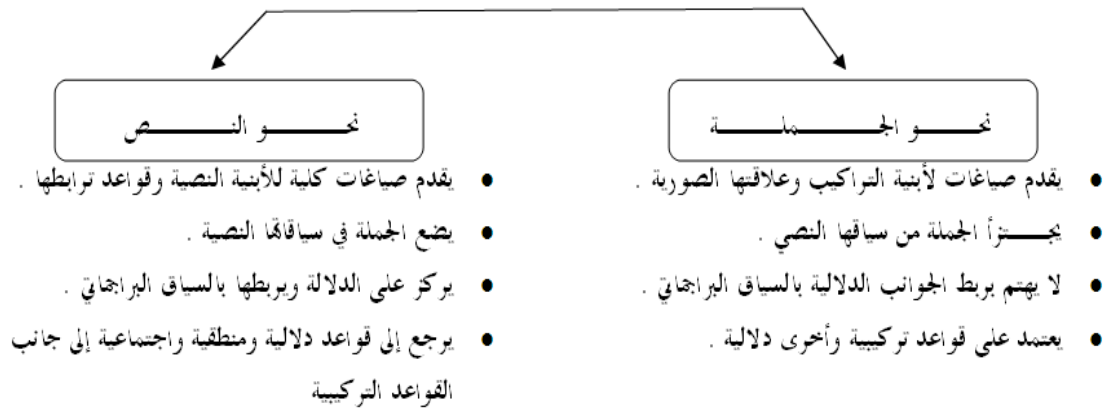 نحو الجملة
يقدم صياغات لأبنية التراكيب وعلاقتها الصورية .
يجتزأ الجملة من سياقها النصي .
لا يهتم بربط الجوانب الدلالية بالسياق البراجماتي .
يعتمد على قواعد تركيبية وأخرى دلالية .
نحو النص
يقدم صياغات كلية للأبنية النصية وقواعد ترابطها .
يضع الجملة في سياقاتها النصية .
يركز على الدلالة ويربطها بالسياق البراجماتي .
يرجع إلى قواعد دلالية ومنطقية واجتماعية إلى جانب
القواعد التركيبية